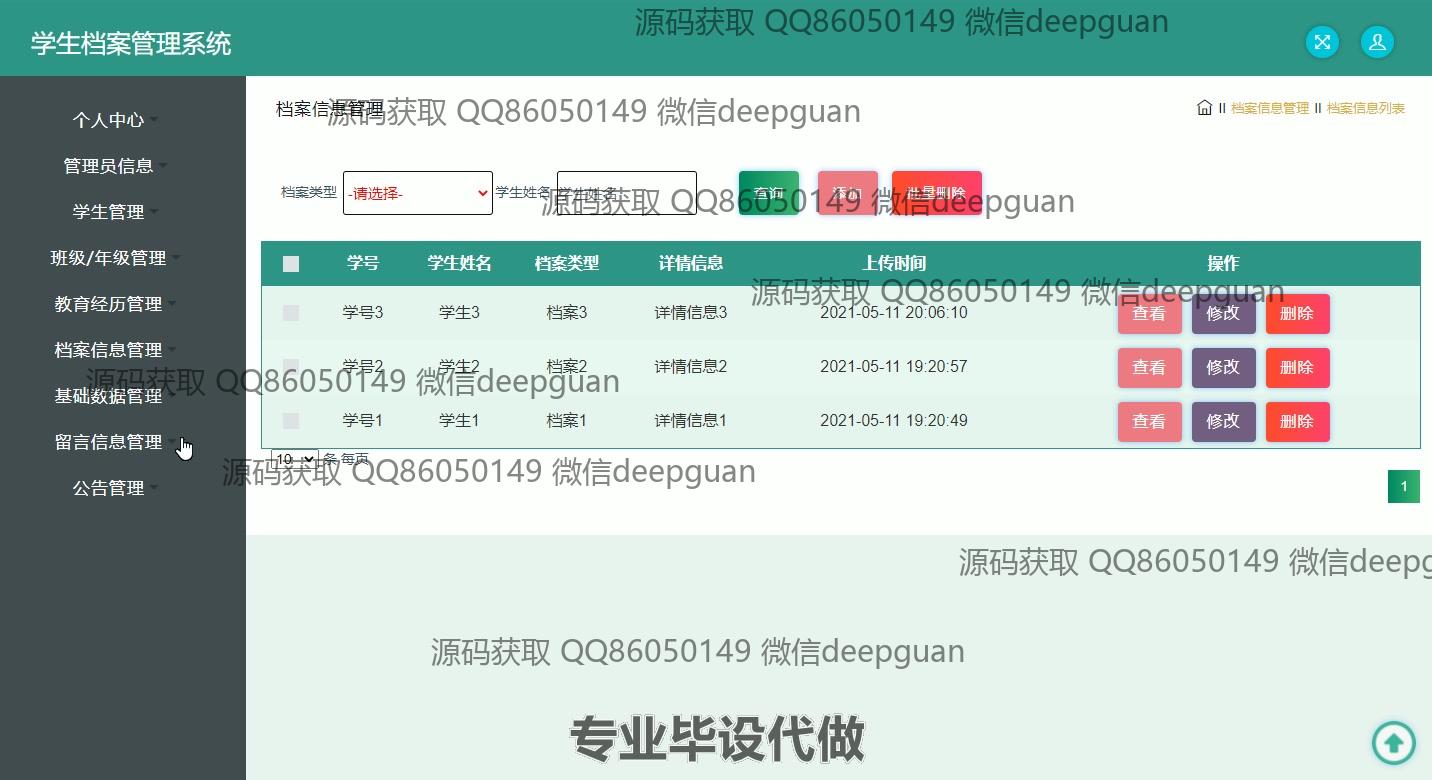 源码获取 QQ86050149 微信deepguan
学生档案管理系统
个人中心
管理员信息
学生管理
班级/年级管理
教育经历管理
档案信息管理
基础数据管理
留言信息管理
公告管理
档案信息管理
源码获取 QQ86050149 微信deepguan
档案信息管理 档案信息列表
档案类型 -请选择- 学生姓名 学生姓名 查询 添加 批量删除
源码获取 QQ86050149 微信deepguan
学号 学生姓名 档案类型 详情信息 上传时间 操作
源码获取 QQ86050149 微信deepguan
学号3 学生3 档案3 详情信息3 2021-05-11 20:06:10 查看 修改 删除
学号2 学生2 档案2 详情信息2 2021-05-11 19:20:57 查看 修改 删除
源码获取 QQ86050149 微信deepguan
学号1 学生1 档案1 详情信息1 2021-05-11 19:20:49 查看 修改 删除
10 条 每页
源码获取 QQ86050149 微信deepguan
1
源码获取 QQ86050149 微信deepg
源码获取 QQ86050149 微信deepguan
专业毕设代做